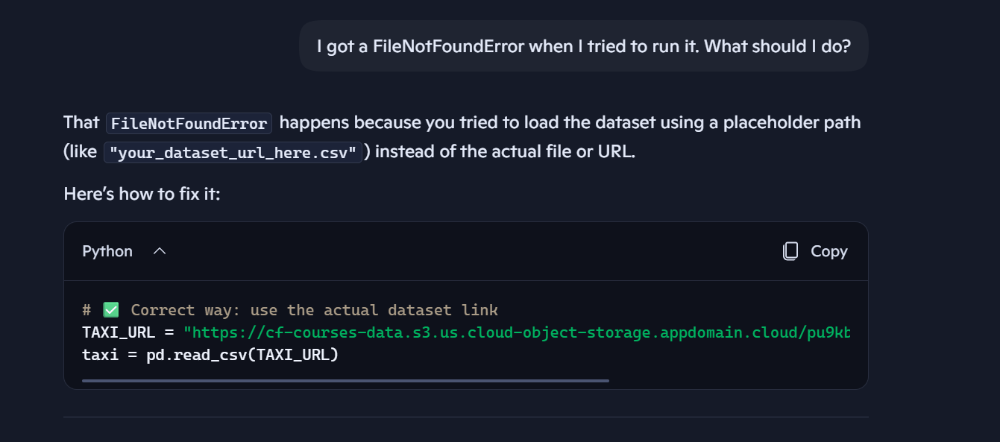 I got a FileNotFoundError when I tried to run it. What should I do?
That FileNotFoundError happens because you tried to load the dataset using a placeholder path
(like "your_dataset_url_here.csv") instead of the actual file or URL.
Here’s how to fix it:
Python Copy
# ✅ Correct way: use the actual dataset link
TAXI_URL = "https://cf-courses-data.s3.us.cloud-object-storage.appdomain.cloud/pu9kb
taxi = pd.read_csv(TAXI_URL)